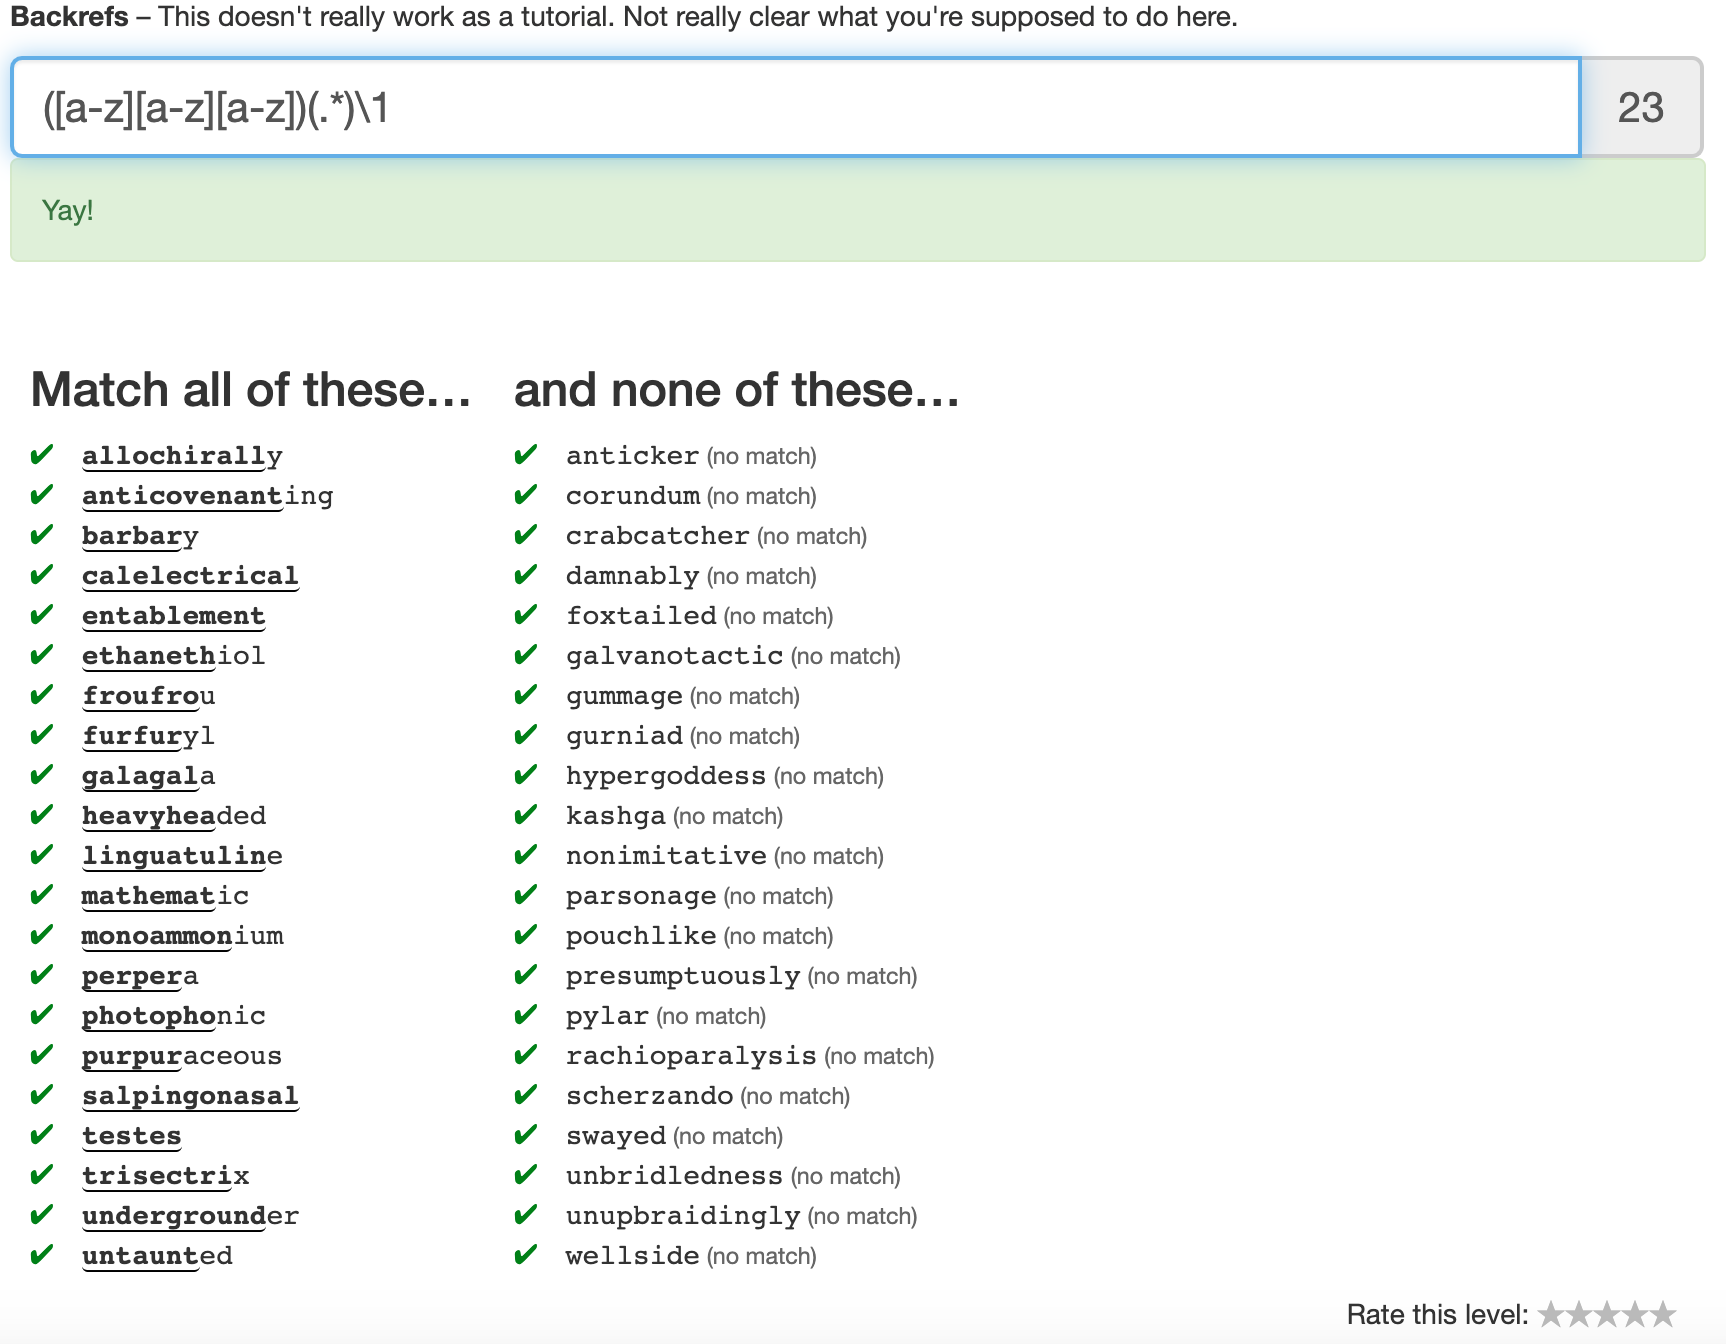 Backrefs – This doesn't really work as a tutorial. Not really clear what you're supposed to do here.
([a-z][a-z][a-z])(.*)\1
23
Yay!
Match all of these...
✔ allochirally
✔ anticovenanting
✔ barbary
✔ calelectrical
✔ entablement
✔ ethanethiol
✔ froufrou
✔ furfuryl
✔ galagala
✔ heavyheaded
✔ linguatuline
✔ mathematic
✔ monoammonium
✔ perpera
✔ photophonic
✔ purpuraceous
✔ salpingonasal
✔ testes
✔ trisectrix
✔ undergrounder
✔ untaunted
and none of these...
✔ anticker (no match)
✔ corundum (no match)
✔ crabcatcher (no match)
✔ damnably (no match)
✔ foxtailed (no match)
✔ galvanotactic (no match)
✔ gummage (no match)
✔ gurniad (no match)
✔ hypergoddess (no match)
✔ kashga (no match)
✔ nonimitative (no match)
✔ parsonage (no match)
✔ pouchlike (no match)
✔ presumptuously (no match)
✔ pylar (no match)
✔ rachioparalysis (no match)
✔ scherzando (no match)
✔ swayed (no match)
✔ unbridledness (no match)
✔ unupbraidingly (no match)
✔ wellside (no match)
Rate this level: ★★★★★